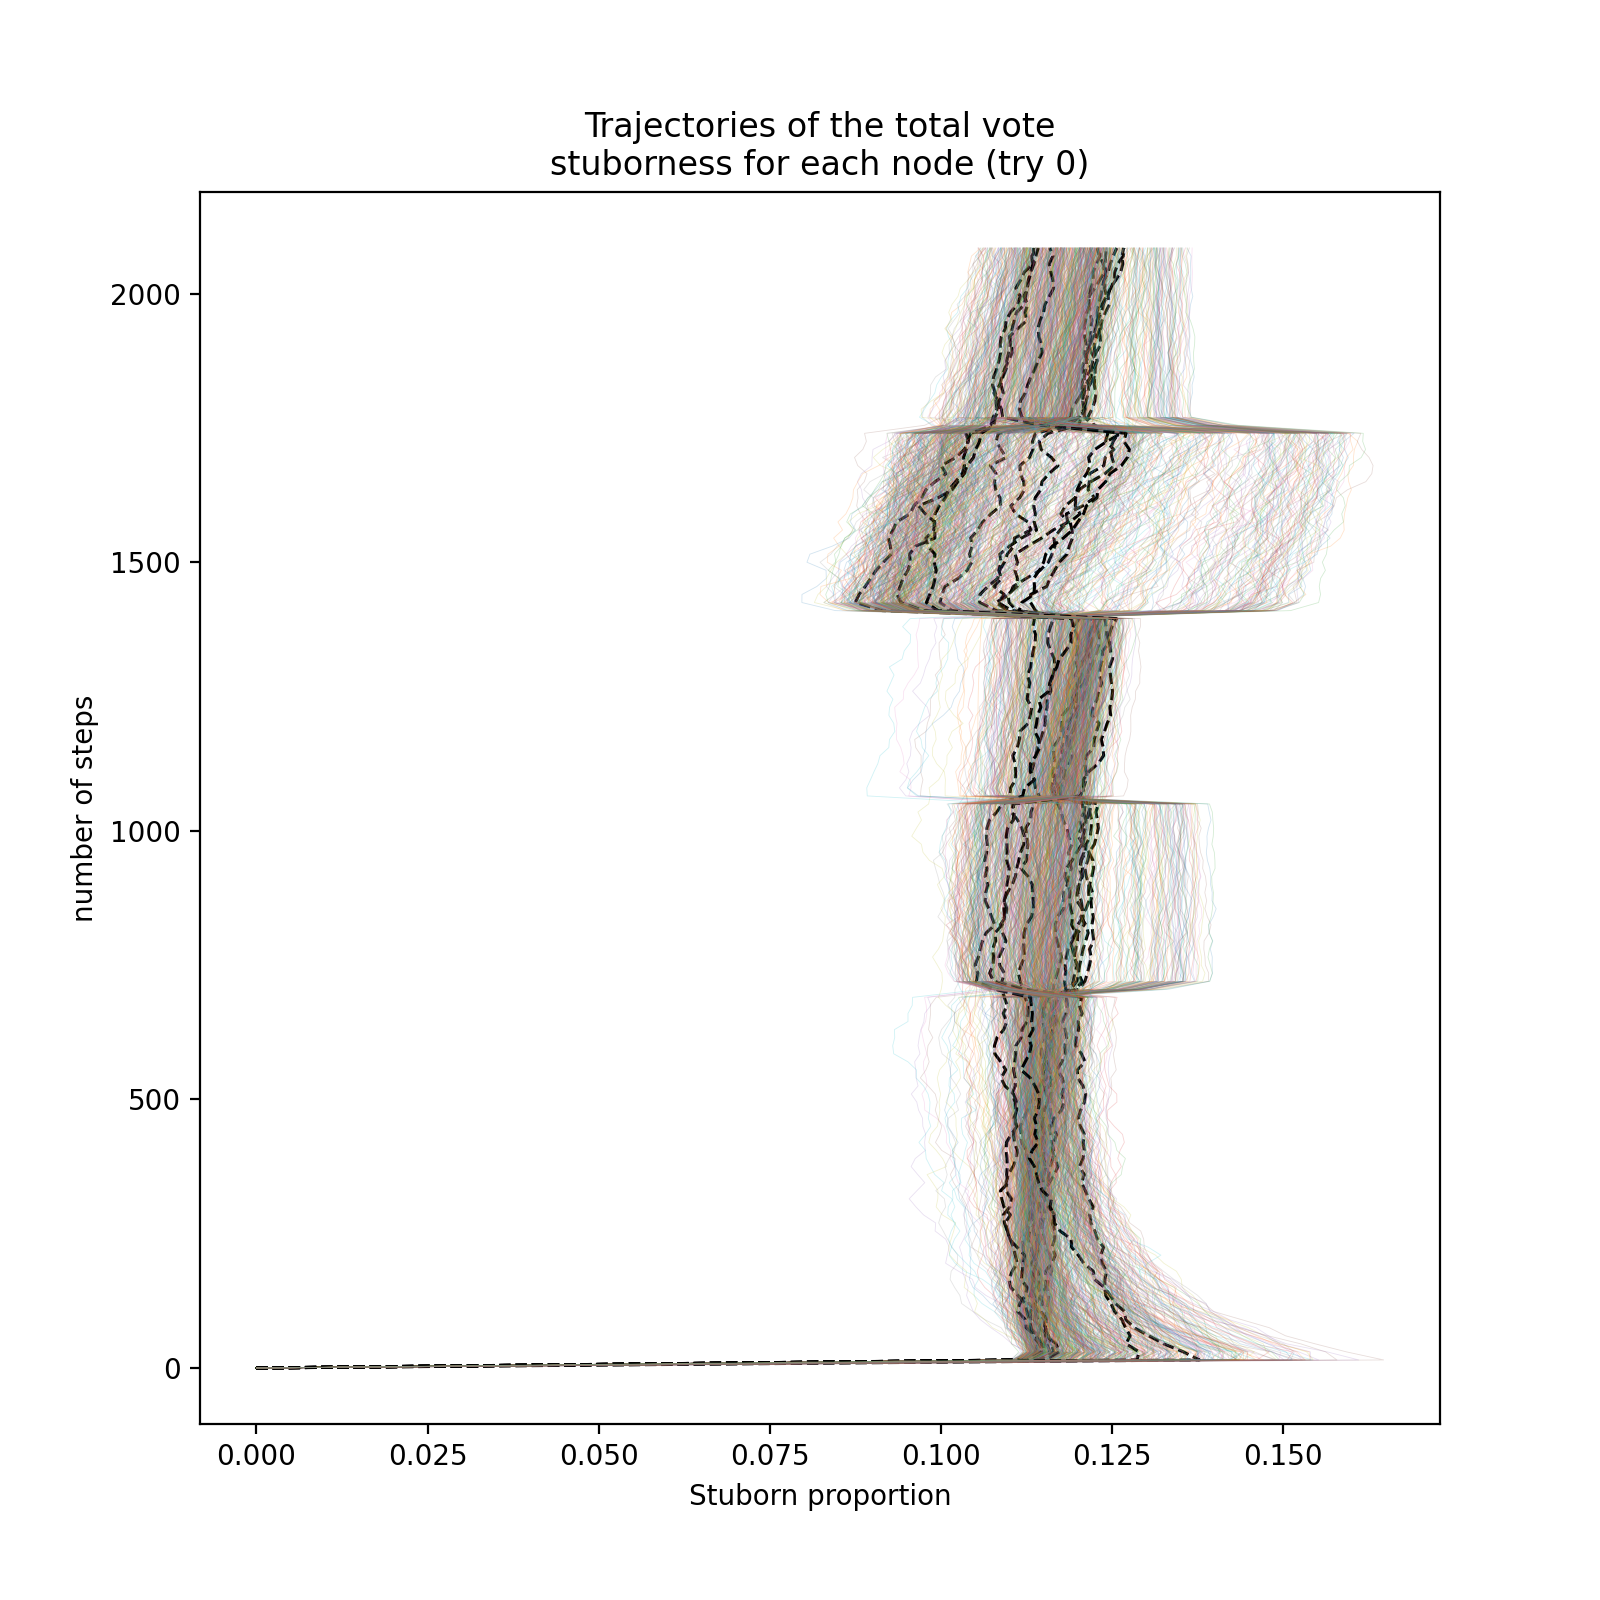 Trajectories of the total vote
stuborness for each node (try 0)
2000
1500
1000
500
0
number of steps
0.000 0.025 0.050 0.075 0.100 0.125 0.150
Stuborn proportion